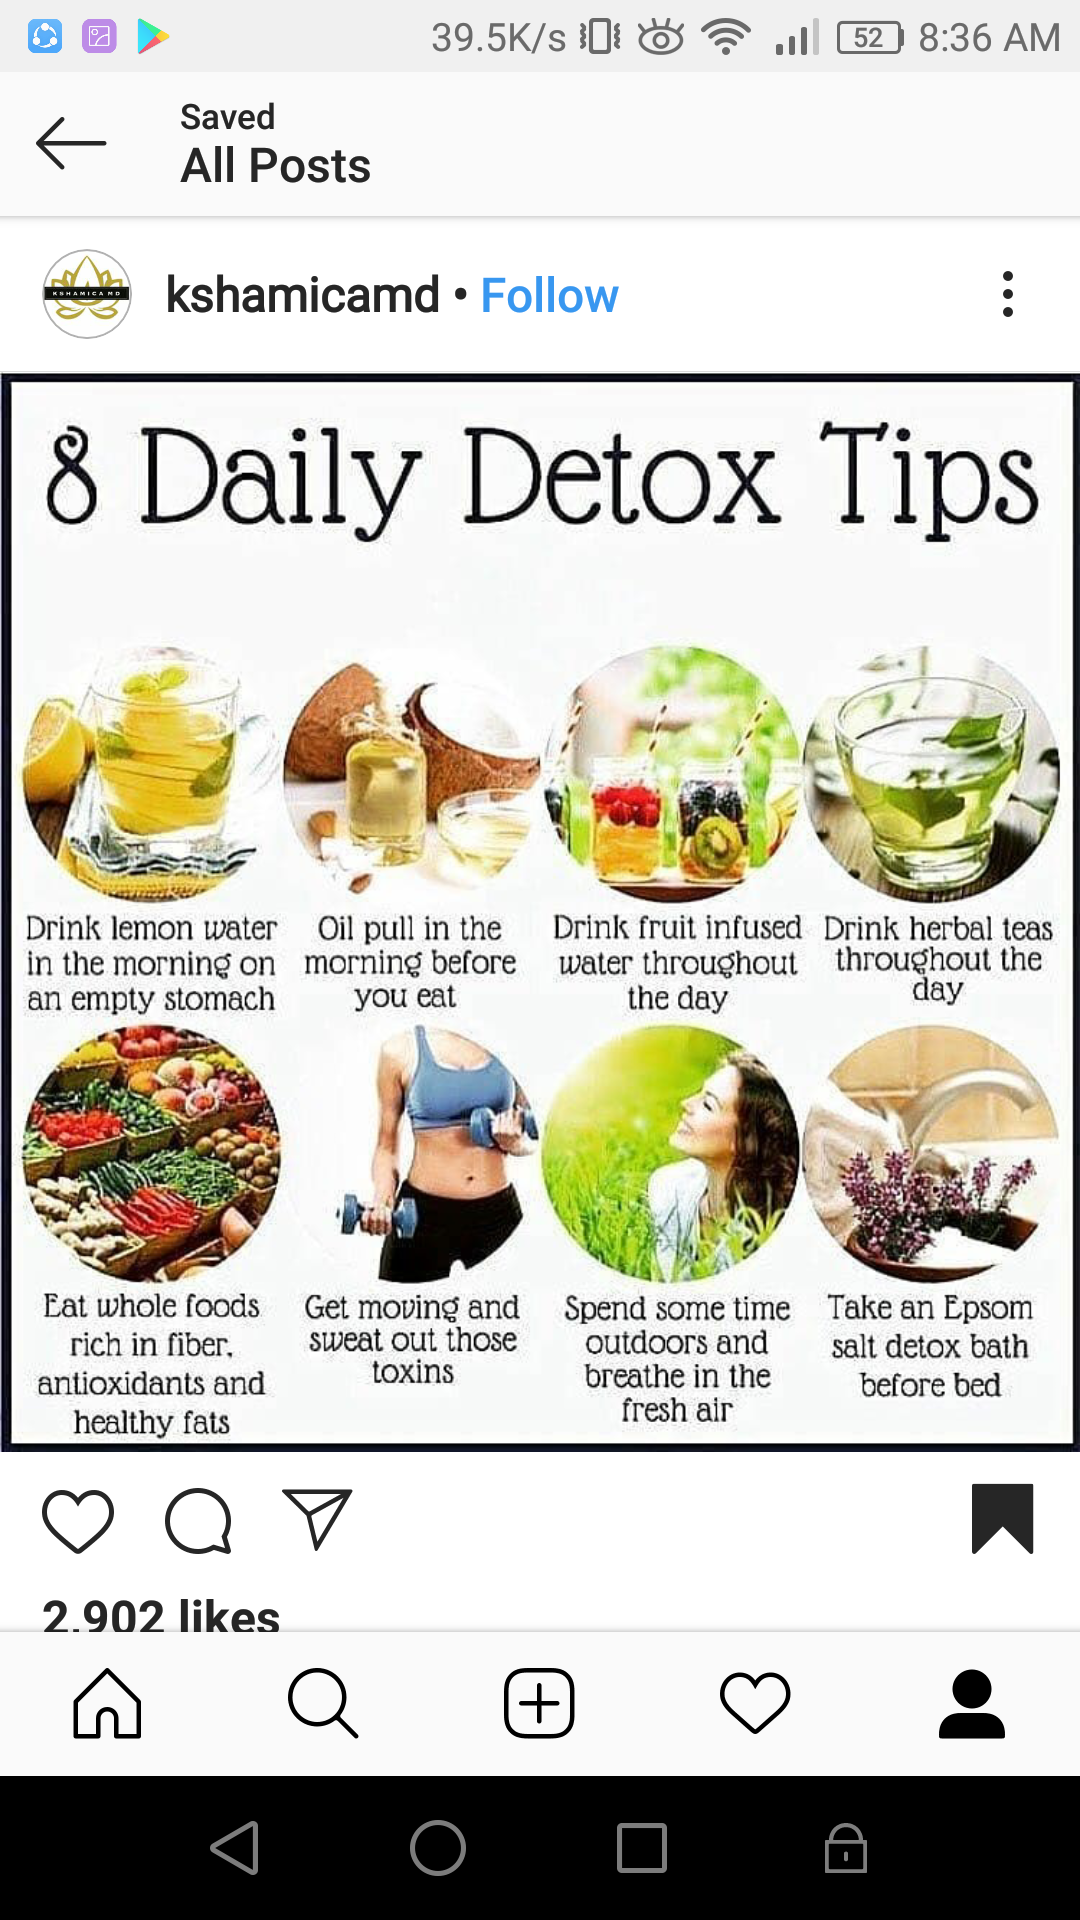 39.5K/s 52 8:36 AM
Saved
All Posts
KSHAMICA MD
kshamicamd • Follow
8 Daily Detox Tips
Drink lemon water
in the morning on
an empty stomach
Oil pull in the
morning before
you eat
Drink fruit infused
water throughout
the day
Drink herbal teas
throughout the
day
Eat whole foods
rich in fiber,
antioxidants and
healthy fats
Get moving and
sweat out those
toxins
Spend some time
outdoors and
breathe in the
fresh air
Take an Epsom
salt detox bath
before bed
2,902 likes